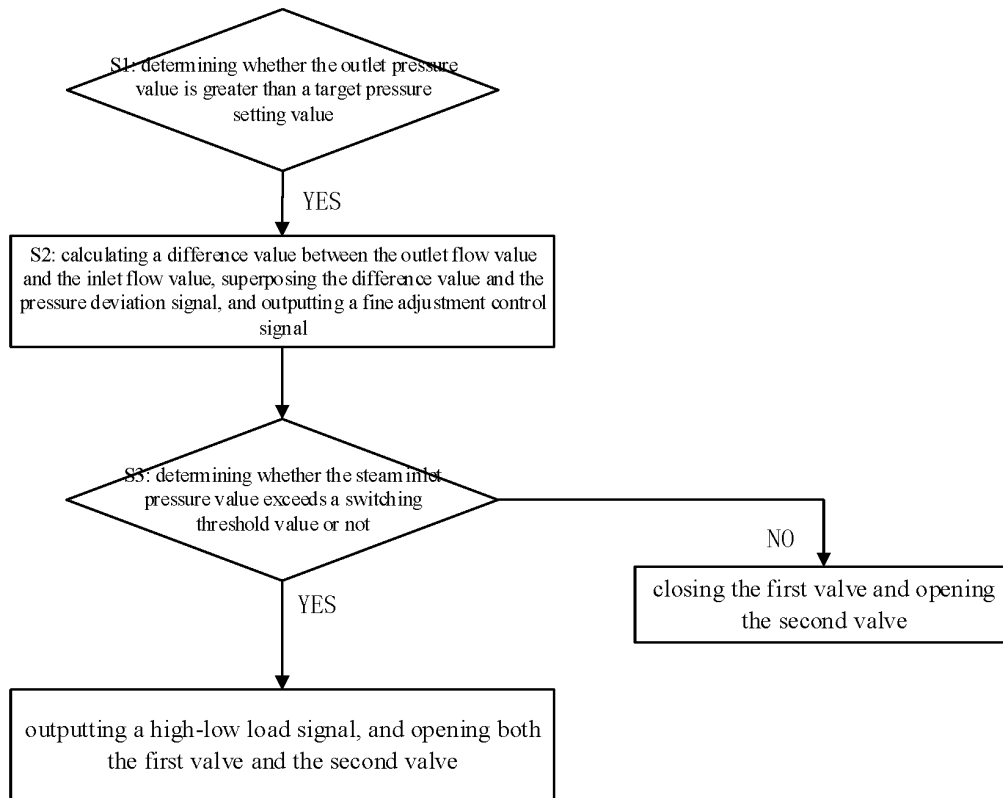 S1: determining whether the outlet pressure
value is greater than a target pressure
setting value
YES
S2: calculating a difference value between the outlet flow value
and the inlet flow value, superposing the difference value and the
pressure deviation signal, and outputting a fine adjustment control
signal
S3: determining whether the steam inlet
pressure value exceeds a switching
threshold value or not
NO
closing the first valve and opening
the second valve
YES
outputting a high-low load signal, and opening both
the first valve and the second valve